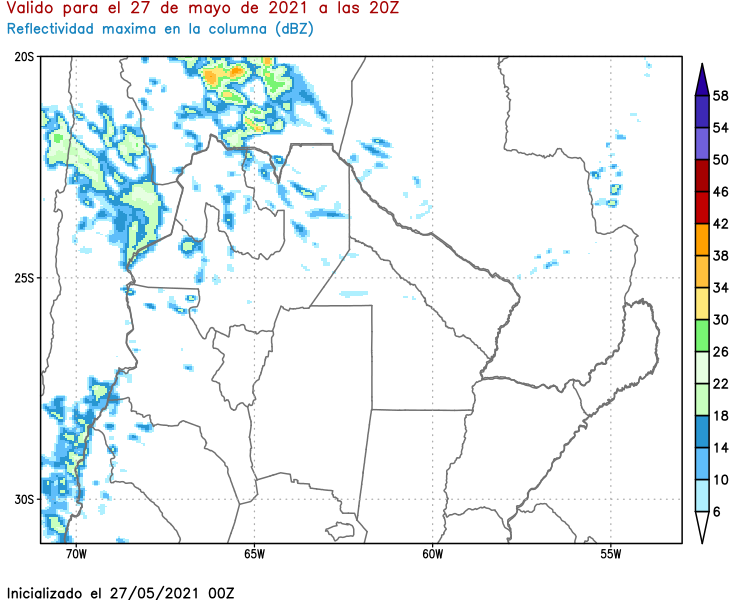 Valido para el 27 de mayo de 2021 a las 20Z
Reflectividad maxima en la columna (dBZ)
20S
25S
30S
70W
65W
60W
55W
58
54
50
46
42
38
34
30
26
22
18
14
10
6
Inicializado el 27/05/2021 00Z